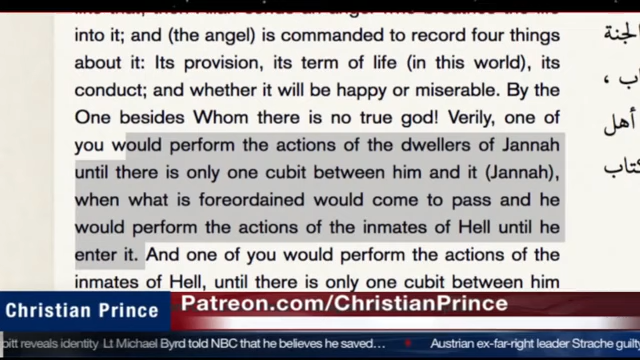 into it; and (the angel) is commanded to record four things
about it: Its provision, its term of life (in this world), its
conduct; and whether it will be happy or miserable. By the
One besides Whom there is no true god! Verily, one of
you would perform the actions of the dwellers of Jannah
until there is only one cubit between him and it (Jannah),
when what is foreordained would come to pass and he
would perform the actions of the inmates of Hell until he
enter it. And one of you would perform the actions of the
inmates of Hell, until there is only one cubit between him
الجنة
أهل
Christian Prince
Patreon.com/ChristianPrince
reveals identity Lt Michael Byrd told NBC that he believes he saved… Austrian ex-far-right leader Strache guilty